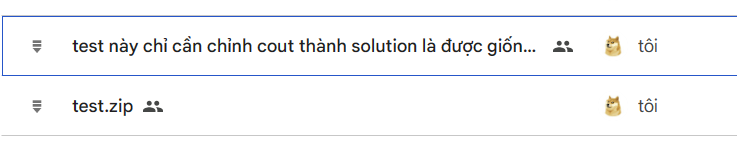 test này chỉ cần chỉnh cout thành solution là được giốn... tôi
test.zip tôi